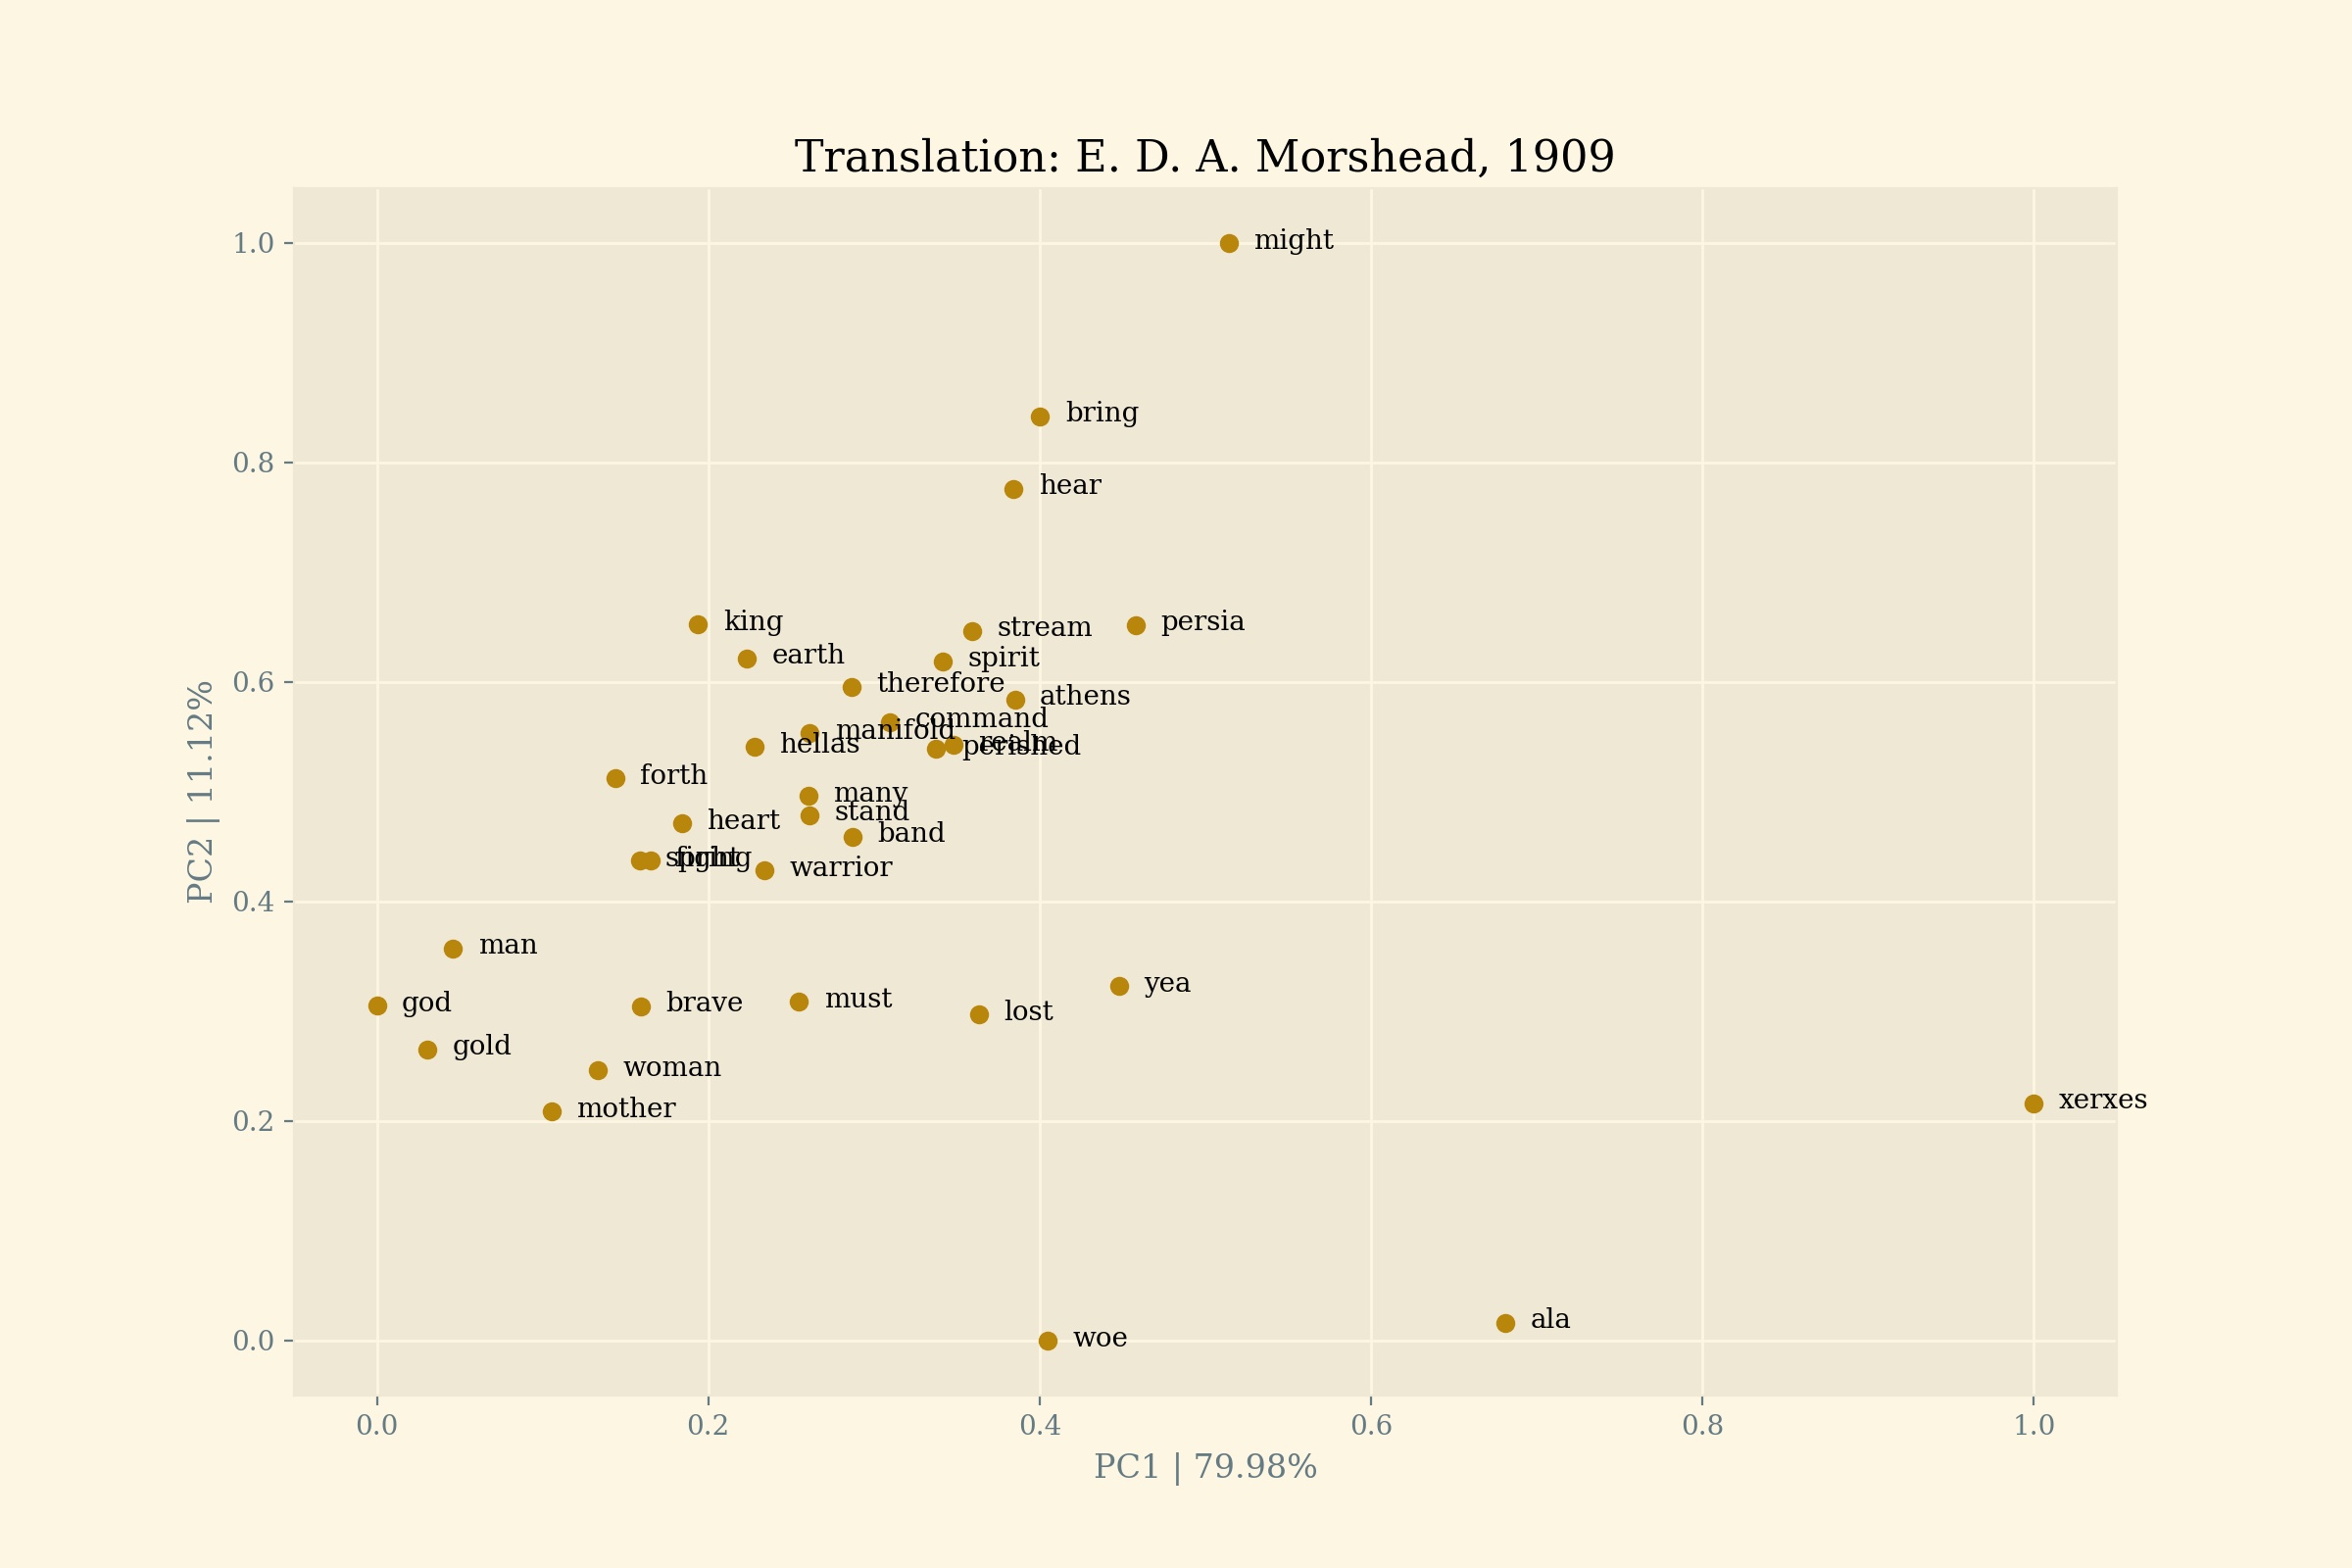 Translation: E. D. A. Morshead, 1909
1.0
might
bring
0.8
hear
king
stream
persia
earth
spirit
0.6
therefore
athens
command
manifold
hellas
realm
perished
forth
many
stand
heart
band
spring
fight
warrior
0.4
man
yea
god
brave
must
lost
gold
woman
mother
xerxes
0.2
ala
0.0
woe
PC2 | 11.12%
0.0 0.2 0.4 0.6 0.8 1.0
PC1 | 79.98%